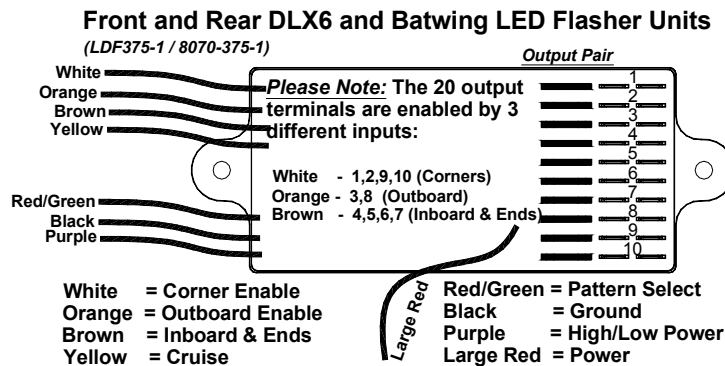 Front and Rear DLX6 and Batwing LED Flasher Units
(LDF375-1 / 8070-375-1)
Output Pair
White
Orange
Brown
Yellow
Please Note: The 20 output
terminals are enabled by 3
different inputs:
White - 1,2,9,10 (Corners)
Orange - 3,8 (Outboard)
Brown - 4,5,6,7 (Inboard & Ends)
1
2
3
4
5
6
7
8
9
10
Red/Green
Black
Purple
Large Red
White = Corner Enable
Orange = Outboard Enable
Brown = Inboard & Ends
Yellow = Cruise
Red/Green = Pattern Select
Black = Ground
Purple = High/Low Power
Large Red = Power